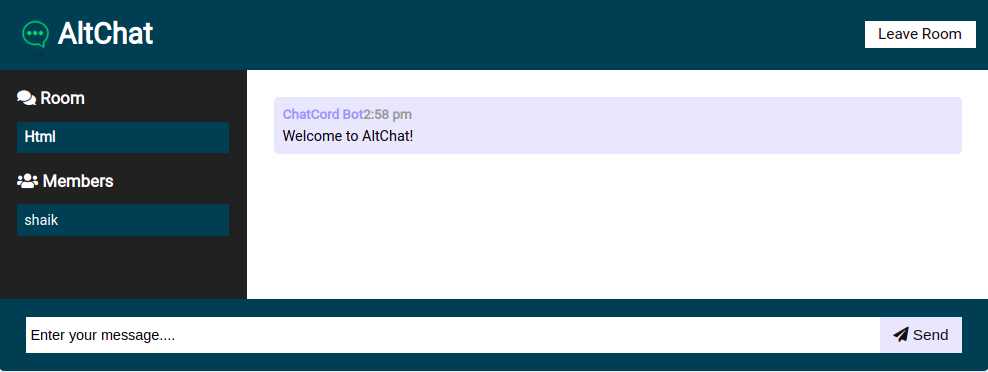 AltChat
Leave Room
Room
Html
Members
shaik
ChatCord Bot2:58 pm
Welcome to AltChat!
Enter your message....
Send